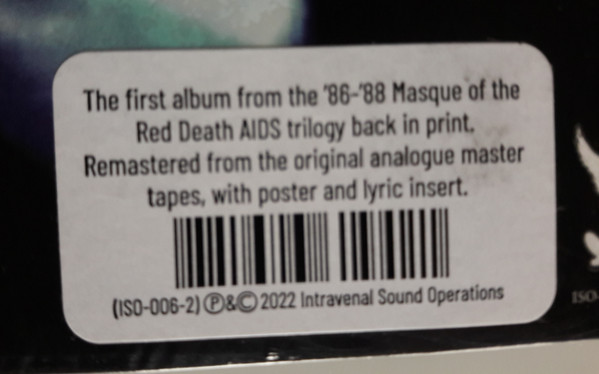 The first album from the '86-'88 Masque of the
Red Death AIDS trilogy back in print.
Remastered from the original analogue master
tapes, with poster and lyric insert.
(ISO-006-2) ℗&© 2022 Intravenal Sound Operations
ISO-